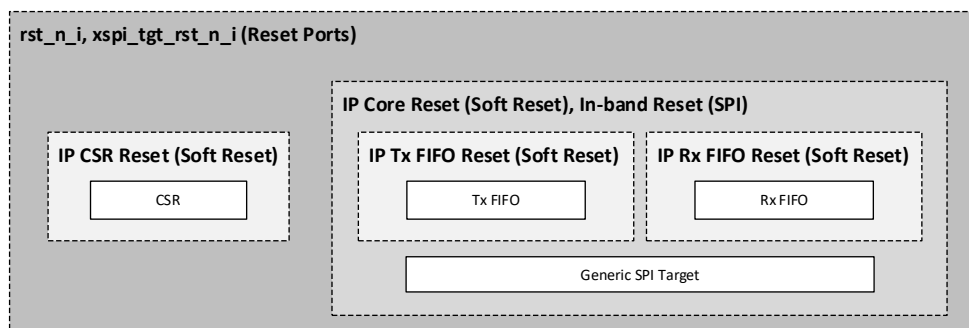 rst_n_i, xspi_tgt_rst_n_i (Reset Ports)
IP Core Reset (Soft Reset), In-band Reset (SPI)
IP CSR Reset (Soft Reset)
CSR
IP Tx FIFO Reset (Soft Reset)
Tx FIFO
IP Rx FIFO Reset (Soft Reset)
Rx FIFO
Generic SPI Target